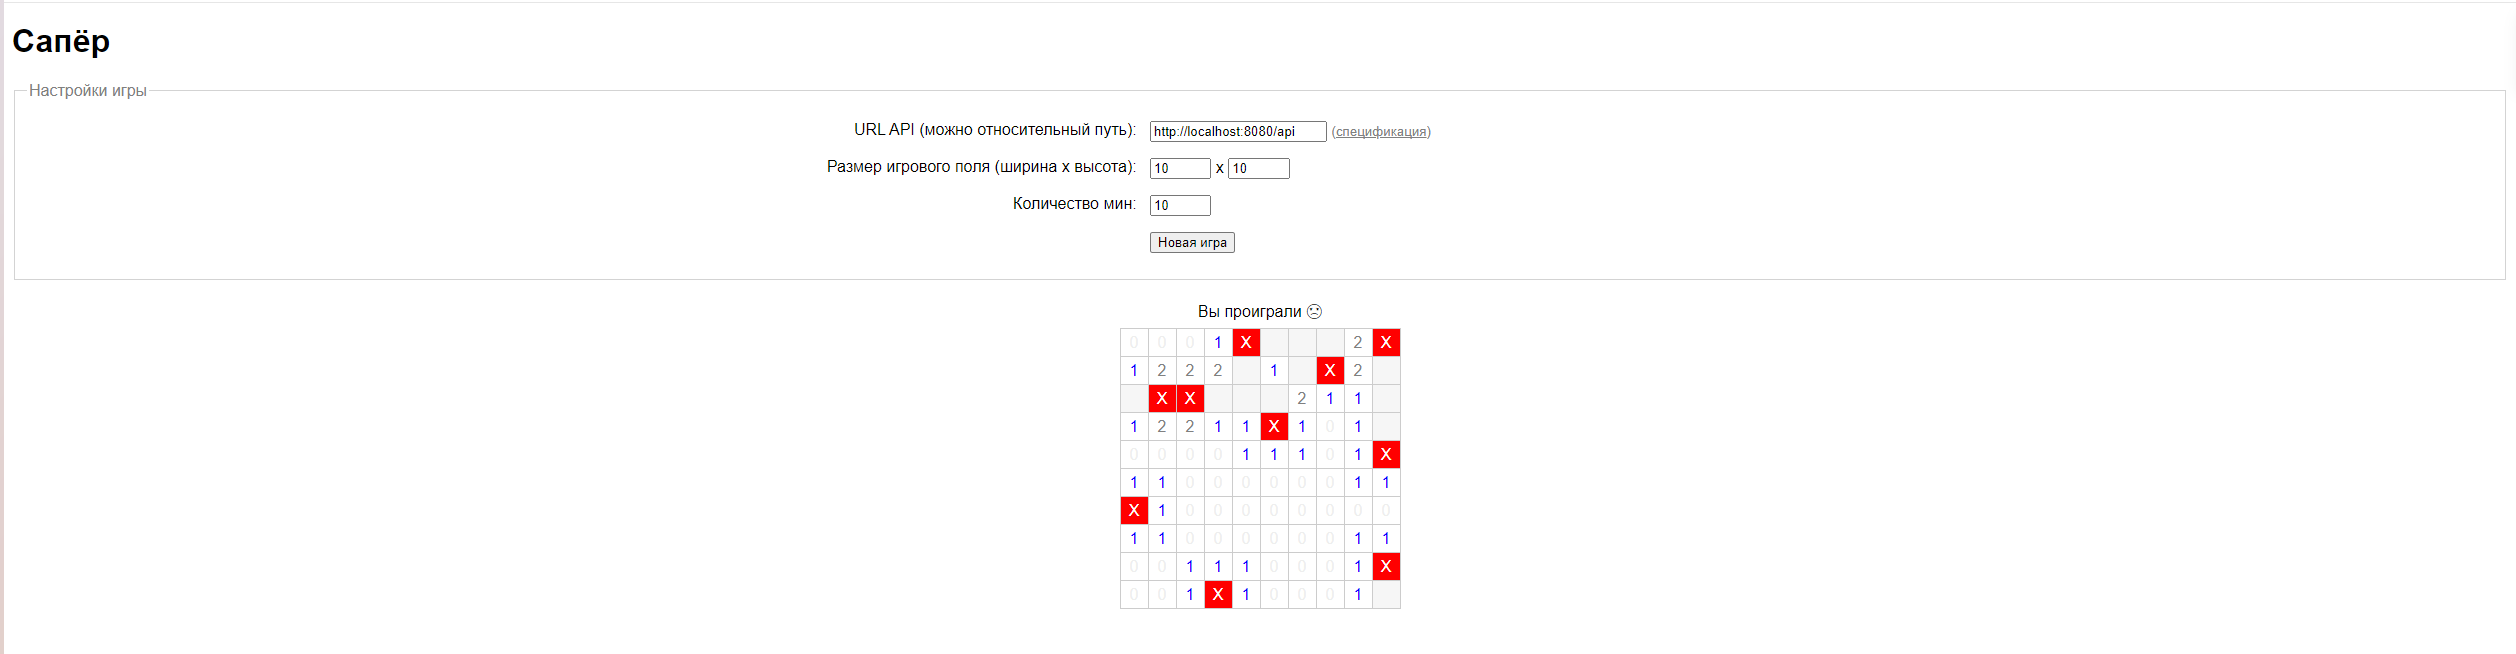 Сапёр
Настройки игры
URL API (можно относительный путь): http://localhost:8080/api (спецификация)
Размер игрового поля (ширина x высота): 10 x 10
Количество мин: 10
Новая игра
Вы проиграли ☹
0 0 0 1 X 2 X
1 2 2 2 1 X 2
X X 2 1 1
1 2 2 1 1 X 1 0 1
0 0 0 0 1 1 1 0 1 X
1 1 0 0 0 0 0 0 1 1
X 1 0 0 0 0 0 0 0 0
1 1 0 0 0 0 0 0 1 1
0 0 1 1 1 0 0 0 1 X
0 0 1 X 1 0 0 0 1